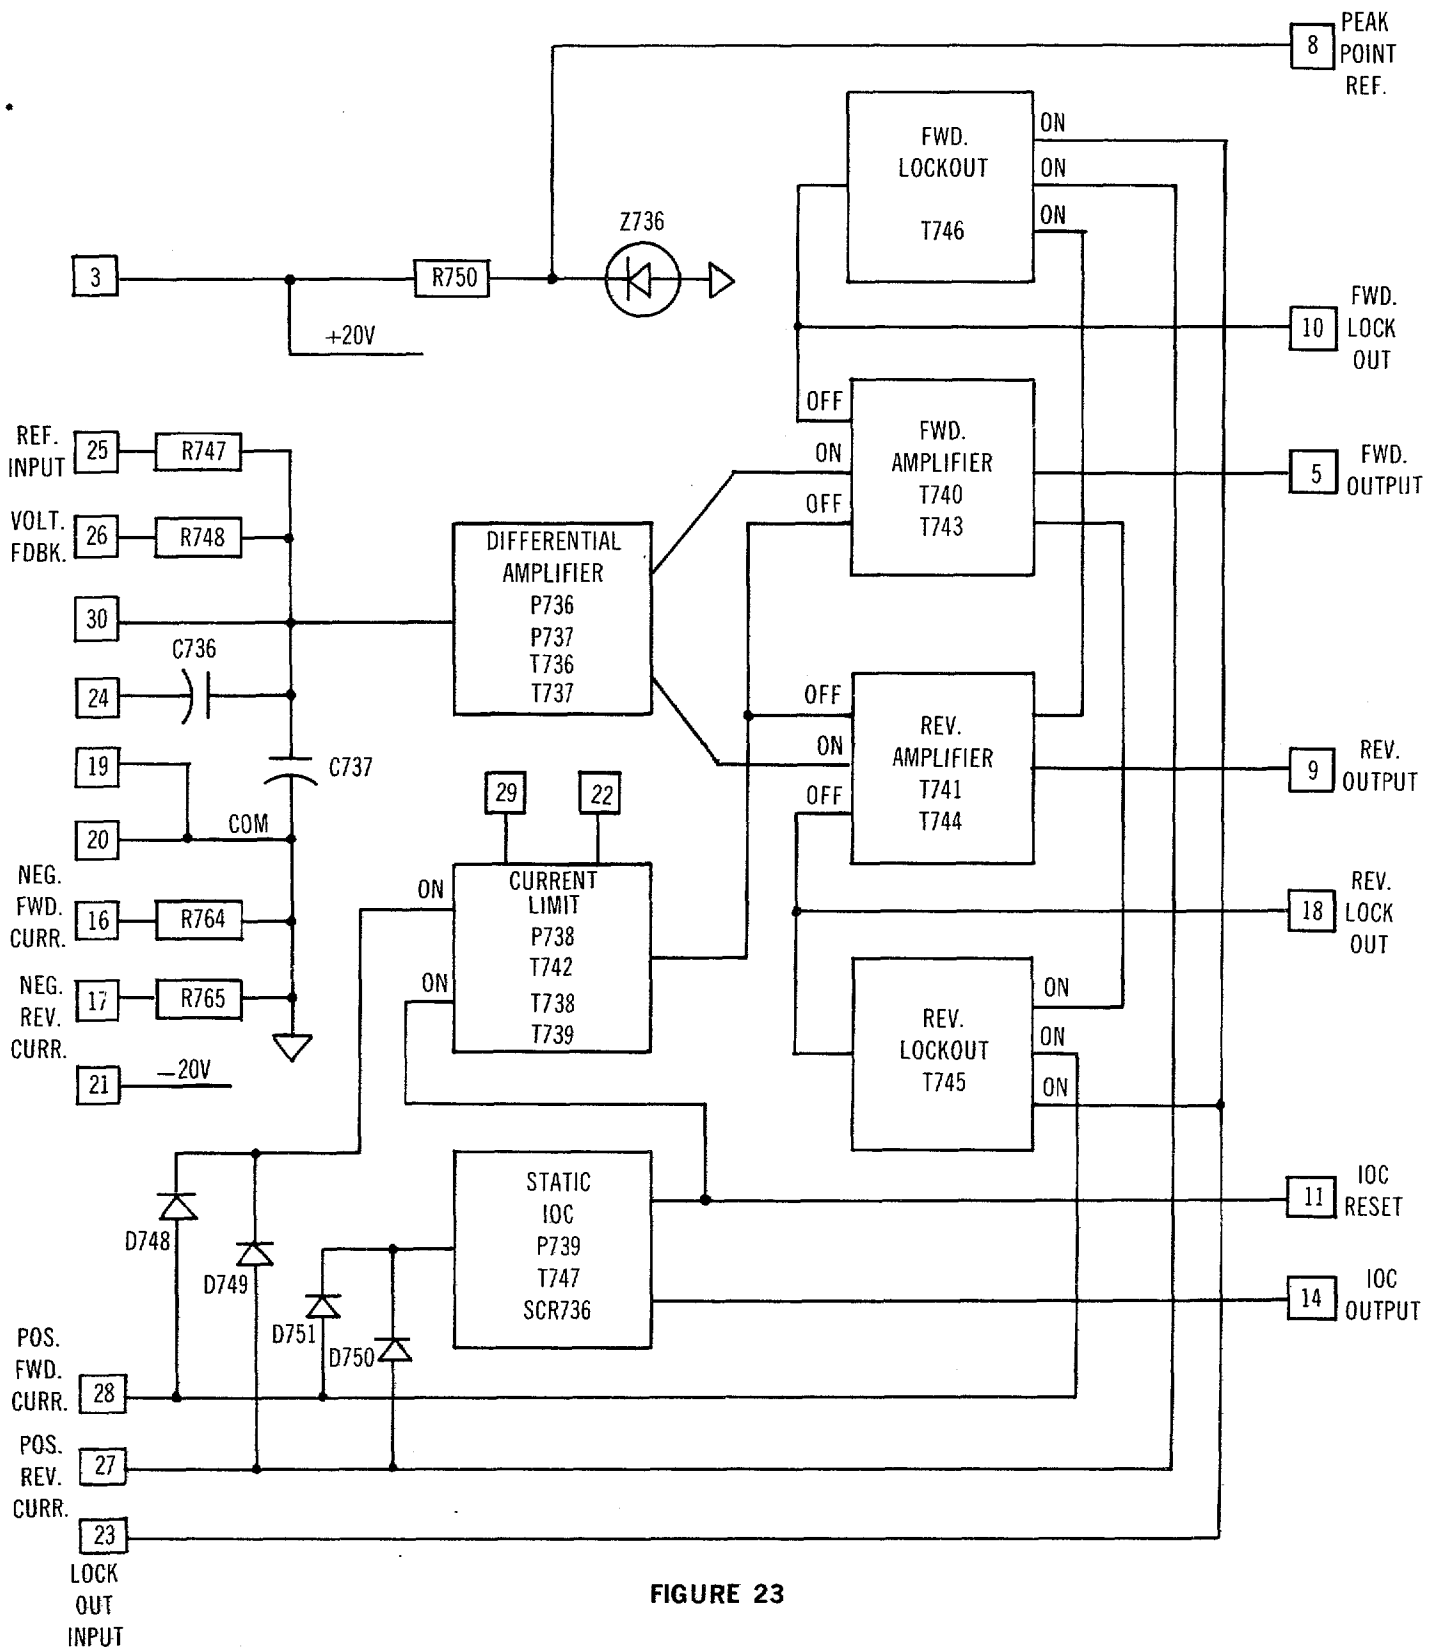 8
PEAK
POINT
REF.
FWD.
LOCKOUT
T746
ON
ON
ON
Z736
3
R750
+20V
10
FWD.
LOCK
OUT
REF.
INPUT
25
R747
VOLT.
FDBK.
26
R748
30
C736
24
19
C737
20
COM
NEG.
FWD.
CURR.
16
R764
NEG.
REV.
CURR.
17
R765
21
–20V
DIFFERENTIAL
AMPLIFIER
P736
P737
T736
T737
OFF
ON
OFF
FWD.
AMPLIFIER
T740
T743
5
FWD.
OUTPUT
OFF
ON
OFF
REV.
AMPLIFIER
T741
T744
9
REV.
OUTPUT
29
22
ON
ON
CURRENT
LIMIT
P738
T742
T738
T739
18
REV.
LOCK
OUT
REV.
LOCKOUT
T745
ON
ON
ON
STATIC
IOC
P739
T747
SCR736
11
IOC
RESET
14
IOC
OUTPUT
D748
D749
D751
D750
POS.
FWD.
CURR.
28
POS.
REV.
CURR.
27
23
LOCK
OUT
INPUT
FIGURE 23